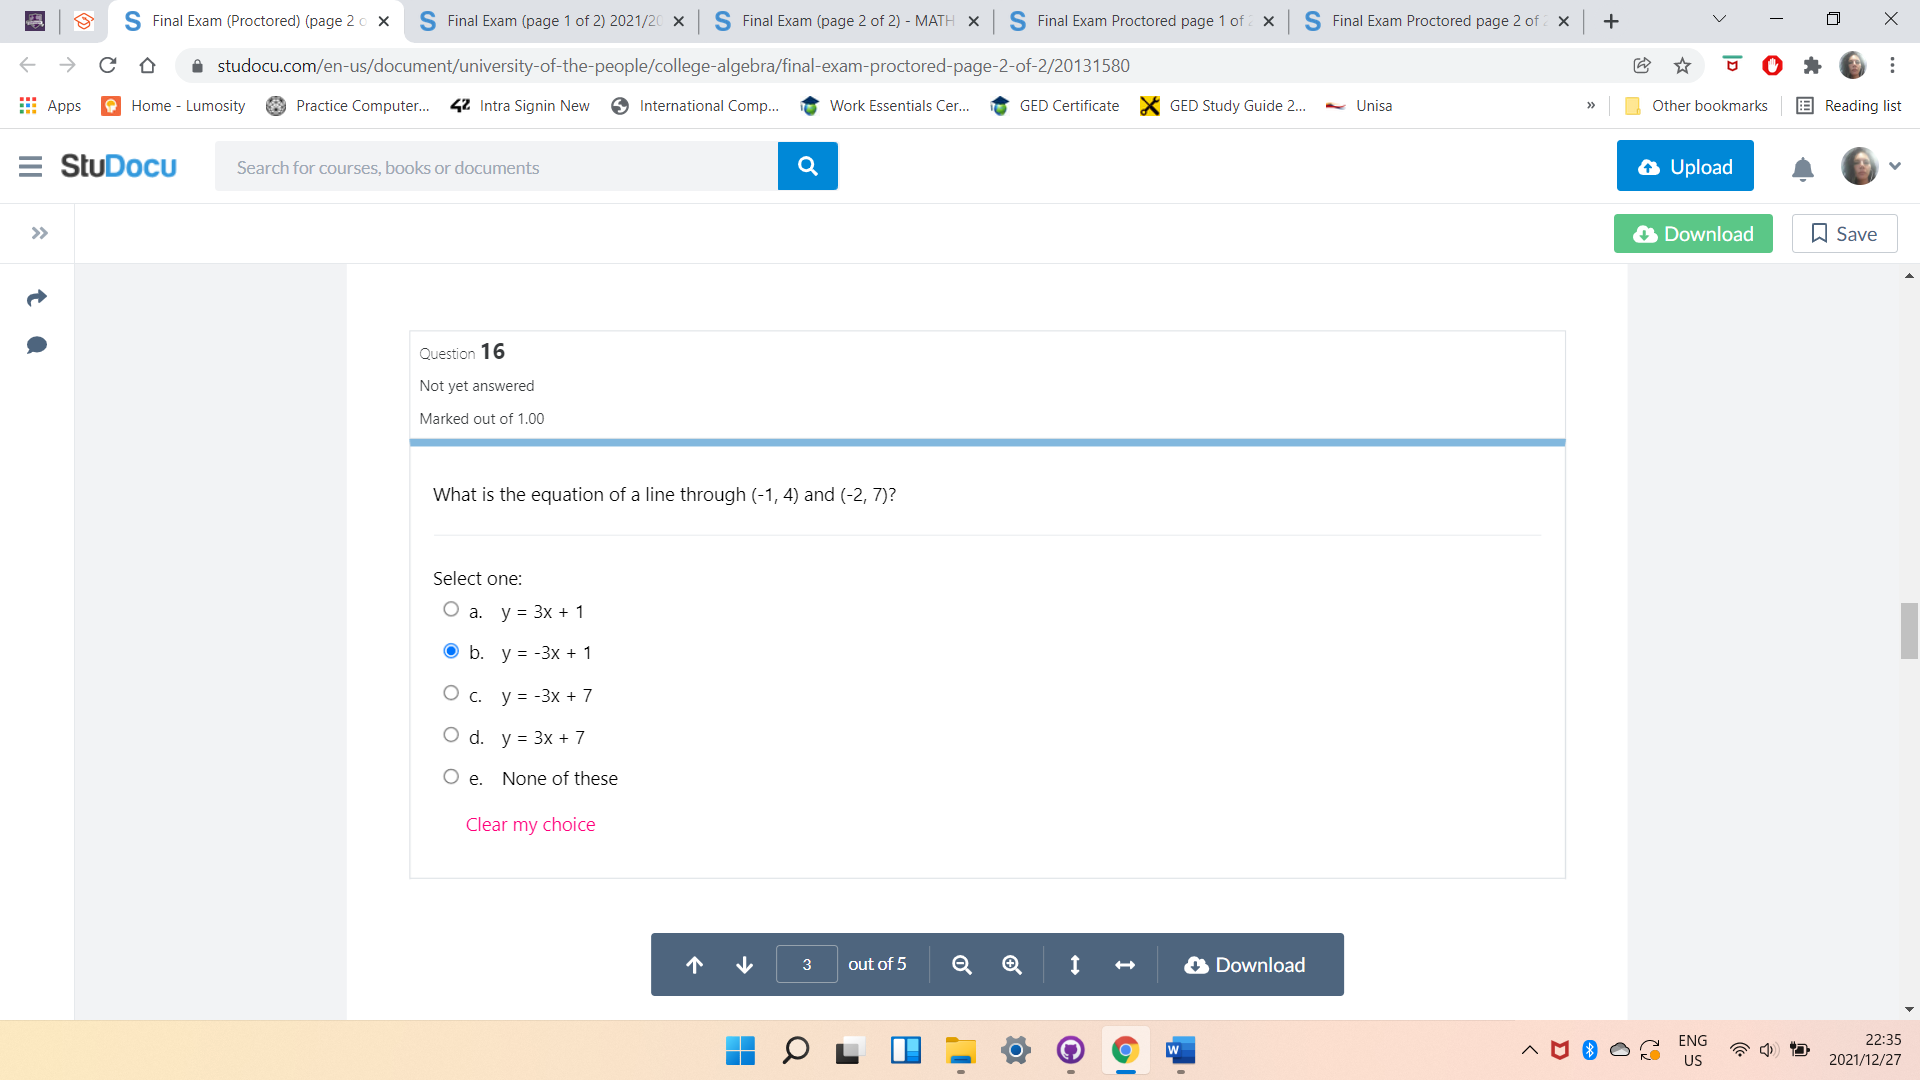 Final Exam (Proctored) (page 2 o
Final Exam (page 1 of 2) 2021/20
Final Exam (page 2 of 2) - MATH
Final Exam Proctored page 1 of 2
Final Exam Proctored page 2 of 2
studocu.com/en-us/document/university-of-the-people/college-algebra/final-exam-proctored-page-2-of-2/20131580
Apps
Home - Lumosity
Practice Computer...
Intra Signin New
International Comp...
Work Essentials Cer...
GED Certificate
GED Study Guide 2...
Unisa
»
Other bookmarks
Reading list
StuDocu
Search for courses, books or documents
Upload
Download
Save
Question 16
Not yet answered
Marked out of 1.00
What is the equation of a line through (-1, 4) and (-2, 7)?
Select one:
a. y = 3x + 1
b. y = -3x + 1
c. y = -3x + 7
d. y = 3x + 7
e. None of these
Clear my choice
3 out of 5
Download
ENG
US
22:35
2021/12/27